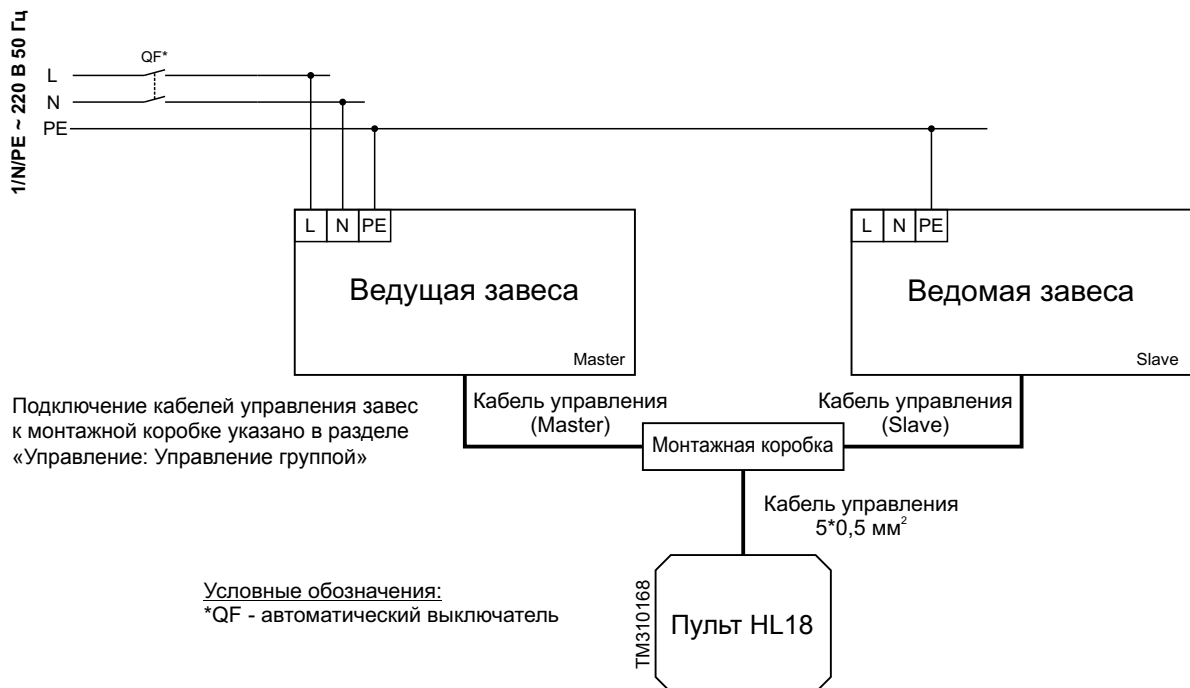 1/N/PE ~ 220 В 50 Гц
QF*
L
N
PE
L N PE
Ведущая завеса
Master
L N PE
Ведомая завеса
Slave
Подключение кабелей управления завес
к монтажной коробке указано в разделе
«Управление: Управление группой»
Кабель управления
(Master)
Кабель управления
(Slave)
Монтажная коробка
Кабель управления
5*0,5 мм²
Условные обозначения:
*QF - автоматический выключатель
TM310168
Пульт HL18